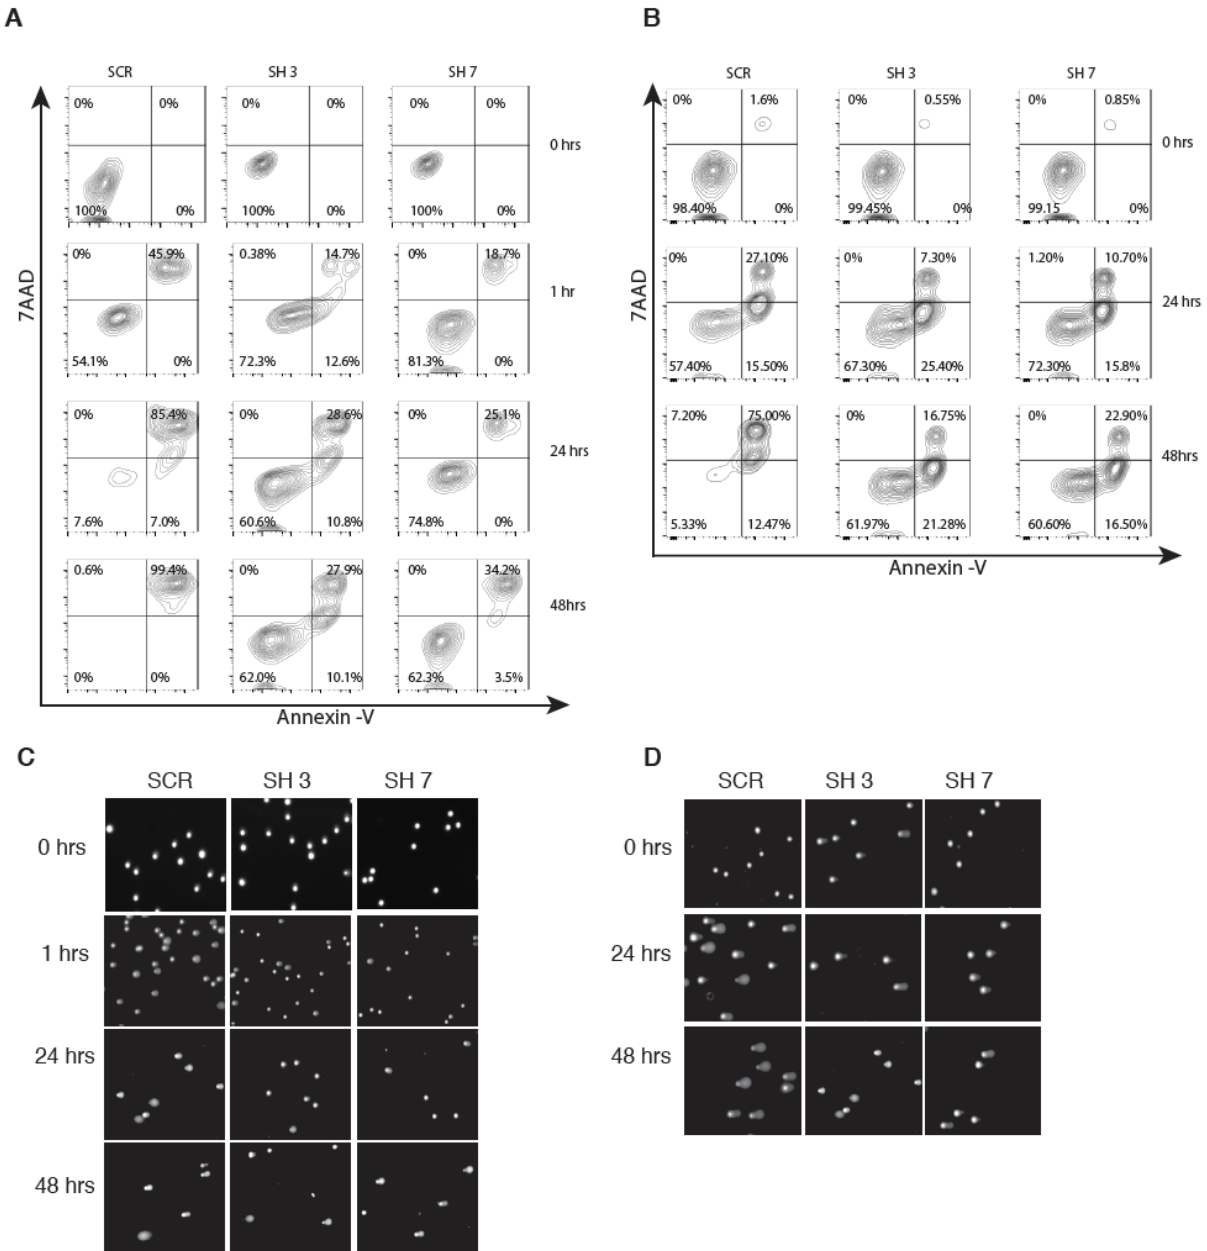 A
SCR SH 3 SH 7
0% 0% 0% 0% 0% 0%
0 hrs
100% 0% 100% 0% 100% 0%
0% 45.9% 0.38% 14.7% 0% 18.7%
1 hr
54.1% 0% 72.3% 12.6% 81.3% 0%
0% 85.4% 0% 28.6% 0% 25.1%
24 hrs
7.6% 7.0% 60.6% 10.8% 74.8% 0%
0.6% 99.4% 0% 27.9% 0% 34.2%
48hrs
0% 0% 62.0% 10.1% 62.3% 3.5%
7AAD
Annexin -V
B
SCR SH 3 SH 7
0% 1.6% 0% 0.55% 0% 0.85%
0 hrs
98.40% 0% 99.45% 0% 99.15 0%
0% 27.10% 0% 7.30% 1.20% 10.70%
24 hrs
57.40% 15.50% 67.30% 25.40% 72.30% 15.8%
7.20% 75.00% 0% 16.75% 0% 22.90%
48hrs
5.33% 12.47% 61.97% 21.28% 60.60% 16.50%
7AAD
Annexin -V
C
SCR SH 3 SH 7
0 hrs
1 hrs
24 hrs
48 hrs
D
SCR SH 3 SH 7
0 hrs
24 hrs
48 hrs